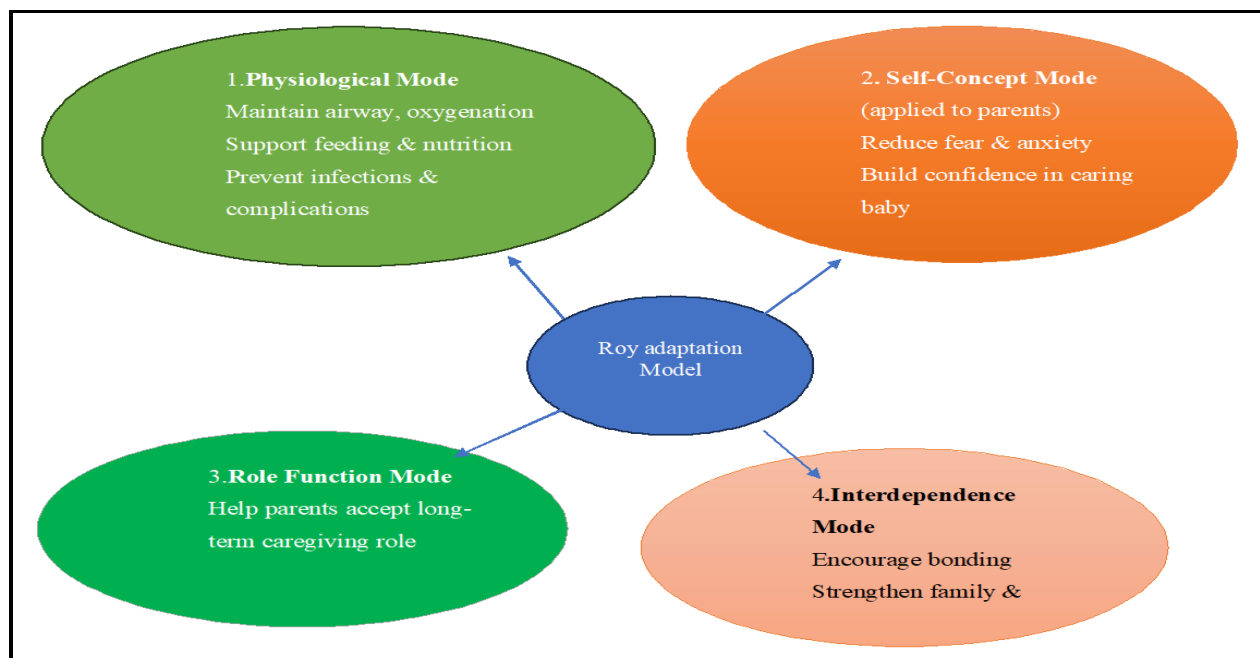 1.Physiological Mode
Maintain airway, oxygenation
Support feeding & nutrition
Prevent infections &
complications
2. Self-Concept Mode
(applied to parents)
Reduce fear & anxiety
Build confidence in caring
baby
Roy adaptation
Model
3.Role Function Mode
Help parents accept long-
term caregiving role
4.Interdependence
Mode
Encourage bonding
Strengthen family &